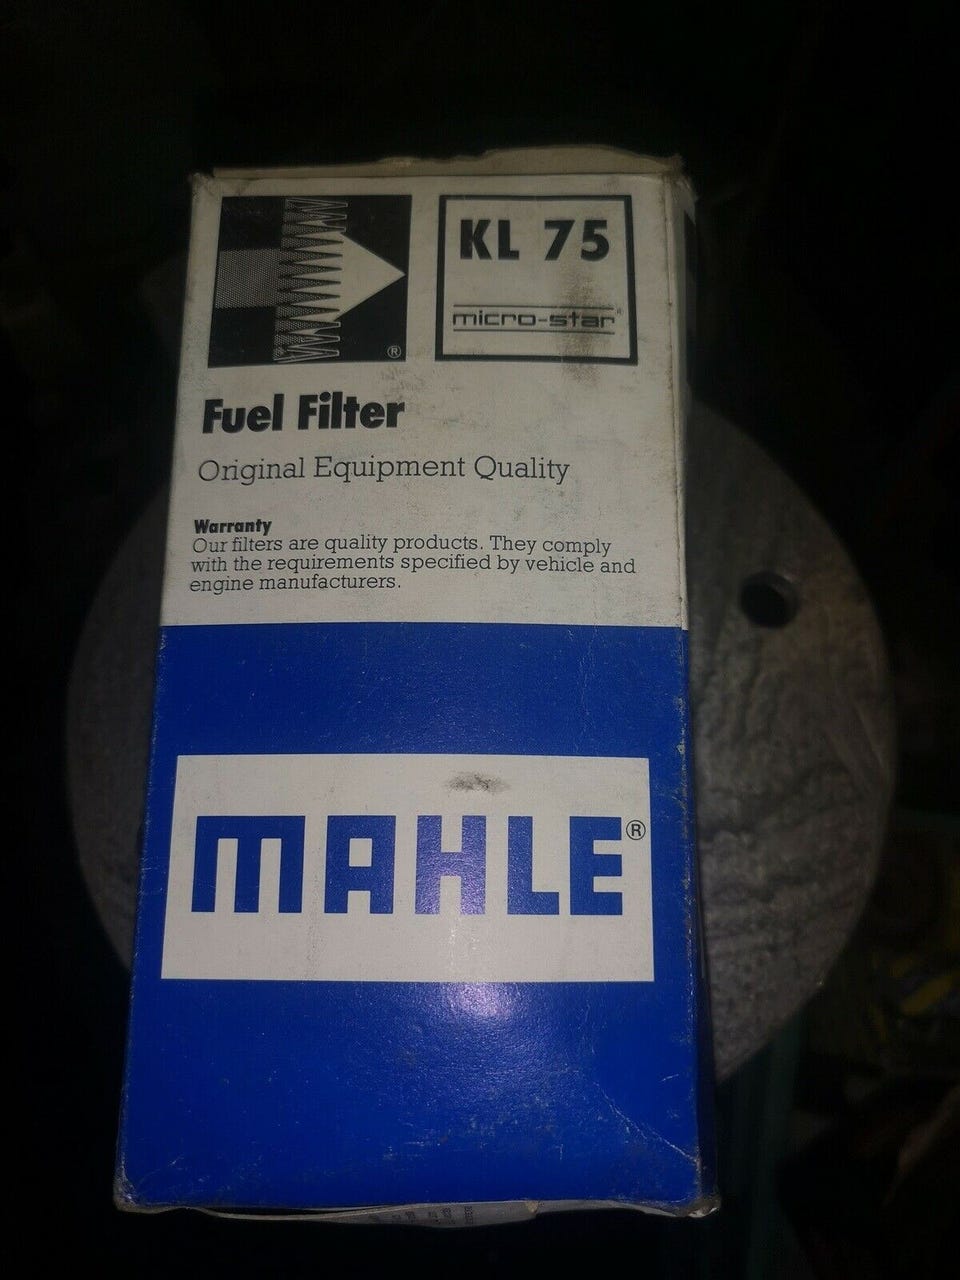 KL 75
micro-star®
®
Fuel Filter
Original Equipment Quality
Warranty
Our filters are quality products. They comply
with the requirements specified by vehicle and
engine manufacturers.
MAHLE®